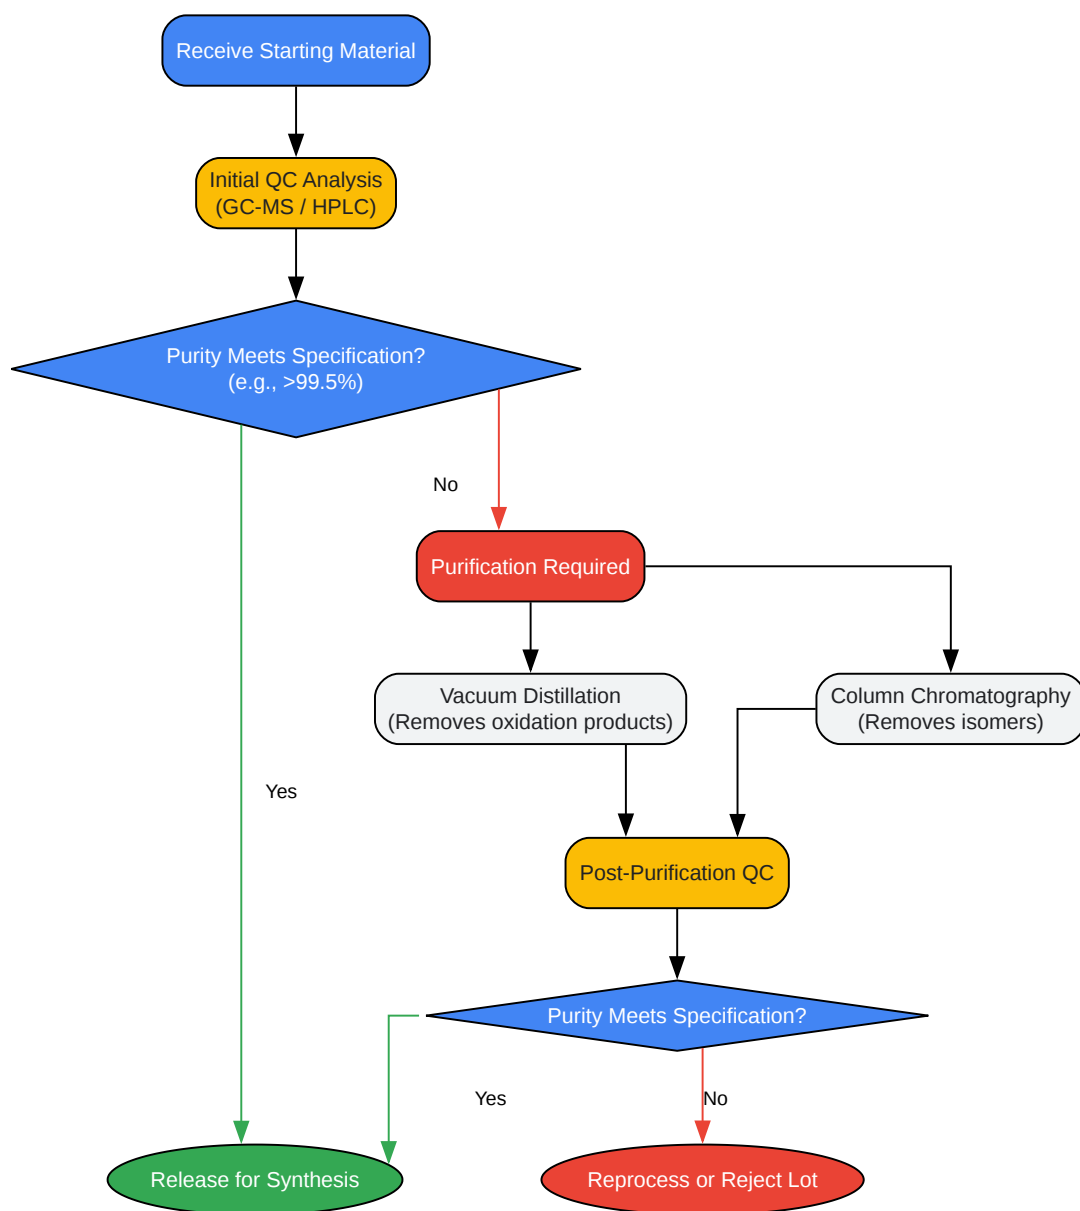 Receive Starting Material
Initial QC Analysis
(GC-MS / HPLC)
Purity Meets Specification?
(e.g., >99.5%)
No
Purification Required
Vacuum Distillation
(Removes oxidation products)
Column Chromatography
(Removes isomers)
Yes
Post-Purification QC
Purity Meets Specification?
Yes
No
Release for Synthesis
Reprocess or Reject Lot